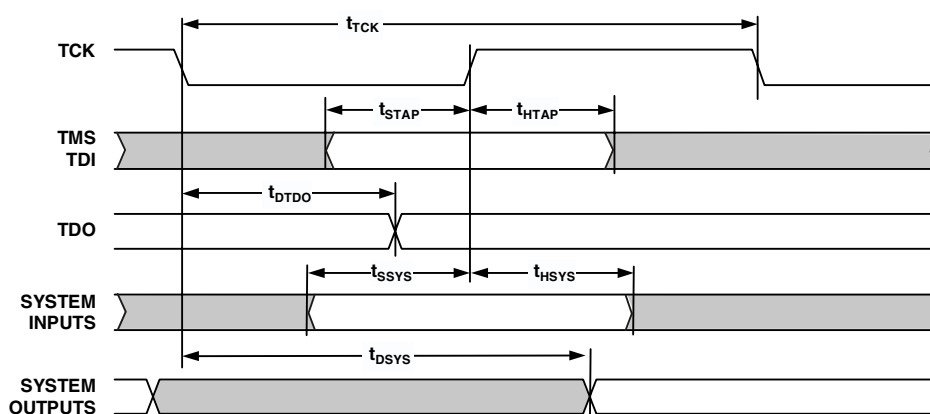 tTCK
TCK
tSTAP
tHTAP
TMS
TDI
tDTDO
TDO
tSSYS
tHSYS
SYSTEM
INPUTS
tDSYS
SYSTEM
OUTPUTS